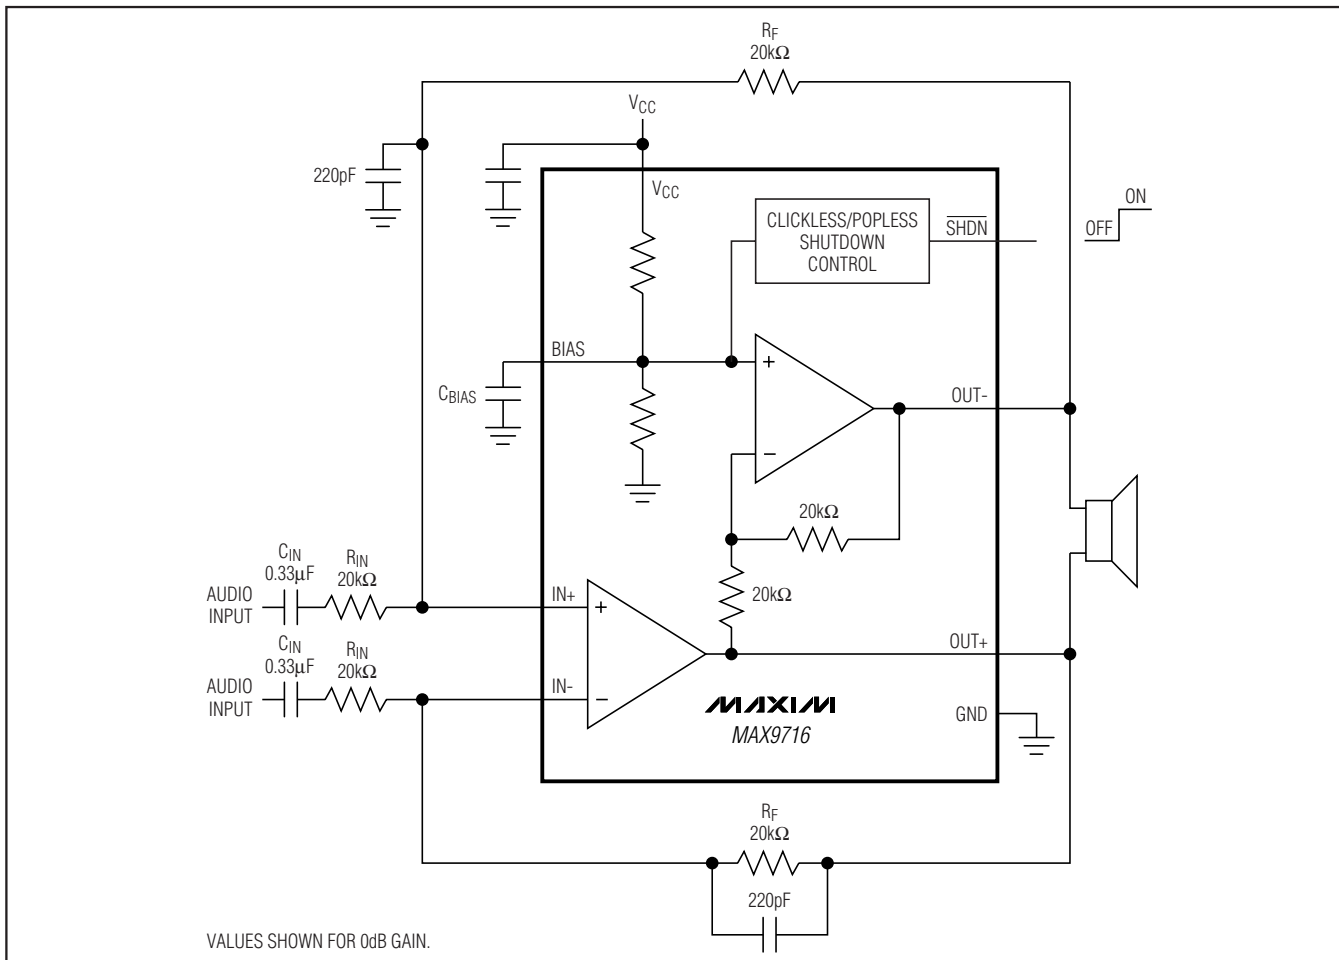 RF
20kΩ
VCC
220pF
VCC
CLICKLESS/POPLESS
SHUTDOWN
CONTROL
SHDN
OFF
ON
BIAS
+
CBIAS
OUT-
−
20kΩ
20kΩ
CIN
0.33µF
RIN
20kΩ
AUDIO
INPUT
IN+
+
CIN
0.33µF
RIN
20kΩ
OUT+
AUDIO
INPUT
IN-
−
MAXIM
MAX9716
GND
RF
20kΩ
220pF
VALUES SHOWN FOR 0dB GAIN.